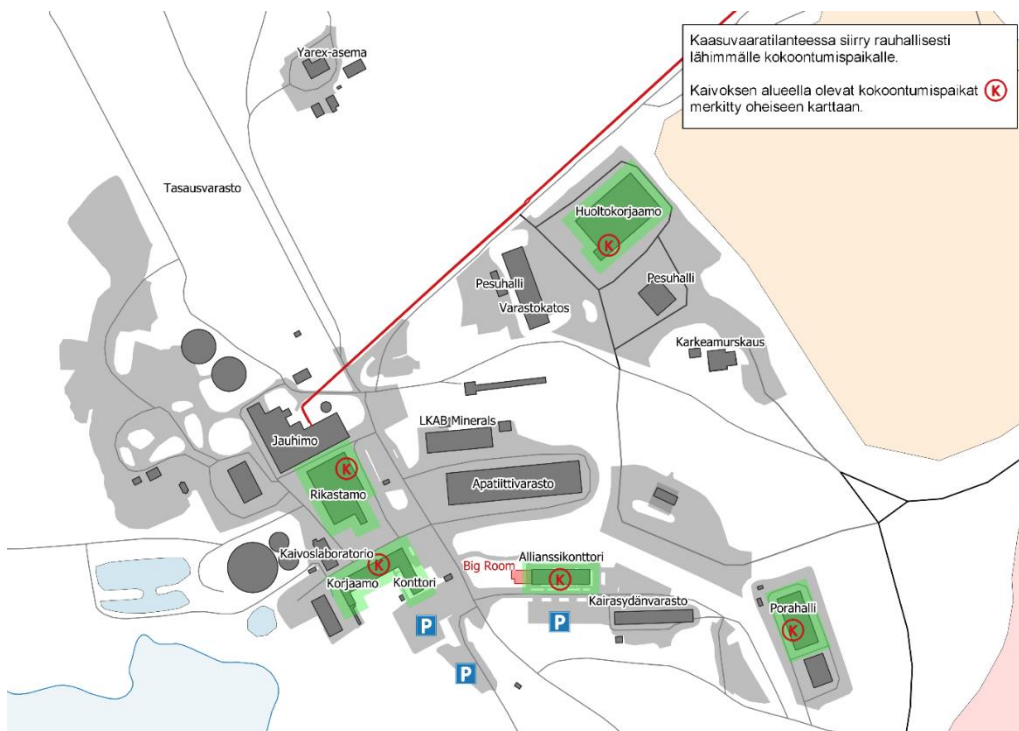 Kaasuvaaratilanteessa siirry rauhallisesti
lähimmälle kokoontumispaikalle.
Kaivoksen alueella olevat kokoontumispaikat K
merkitty oheiseen karttaan.
Yarex-asema
Tasausvarasto
Huoltokorjaamo
K
Pesuhalli
Pesuhalli
Varastokatos
Karkeamurskaus
LKAB Minerals
Jauhimo
K
Rikastamo
Apatiittivarasto
Kaivoslaboratorio
Allianssikonttori
K
Big Room
K
Korjaamo
Konttori
Kairasydänvarasto
Porahalli
P
P
K
P